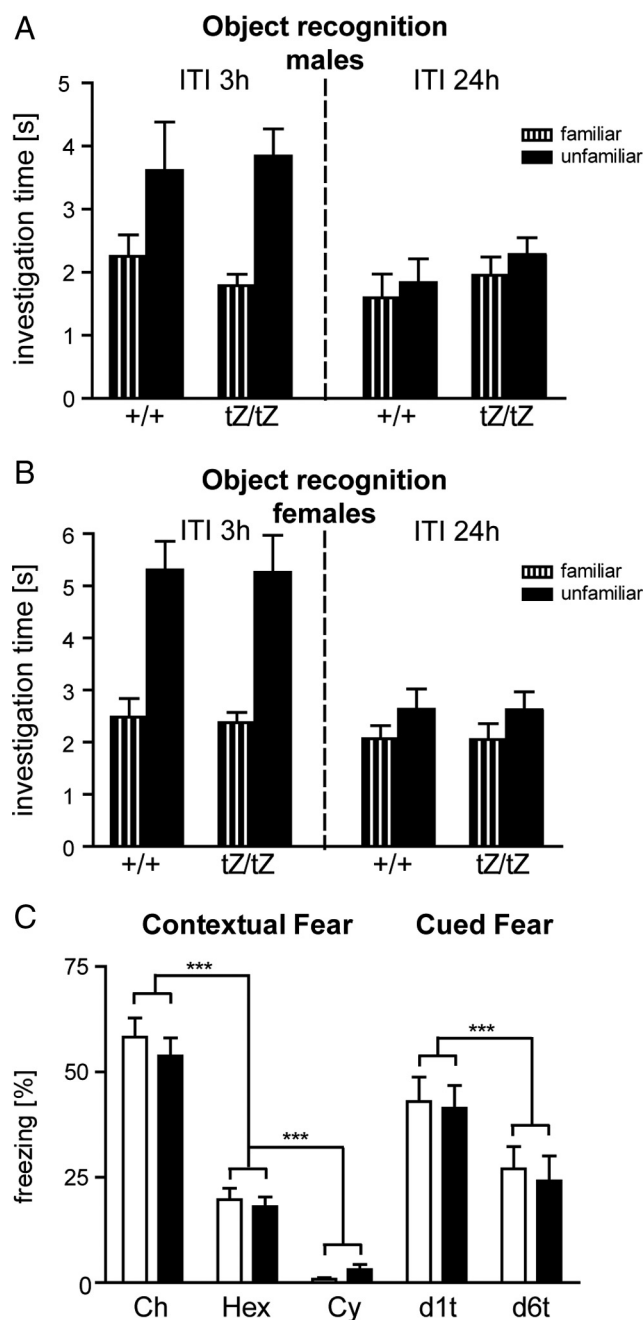 A
Object recognition
males
ITI 3h
ITI 24h
familiar
unfamiliar
investigation time [s]
5
4
3
2
1
0
+/+
tZ/tZ
+/+
tZ/tZ
B
Object recognition
females
ITI 3h
ITI 24h
familiar
unfamiliar
investigation time [s]
6
5
4
3
2
1
0
+/+
tZ/tZ
+/+
tZ/tZ
C
Contextual Fear
Cued Fear
freezing [%]
75
50
25
0
***
***
***
Ch
Hex
Cy
d1t
d6t